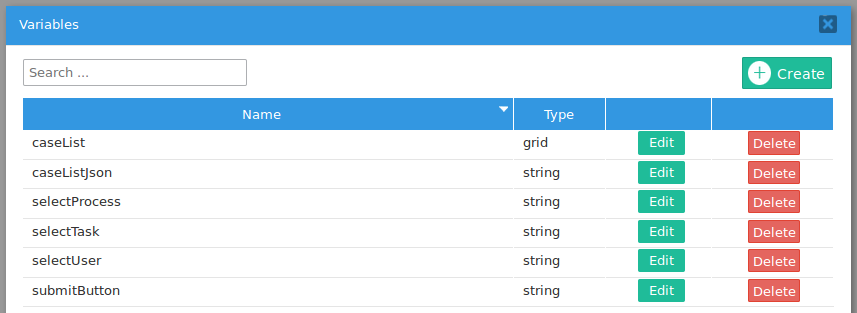 Variables
Search ...
Create
Name Type
caseList grid Edit Delete
caseListJson string Edit Delete
selectProcess string Edit Delete
selectTask string Edit Delete
selectUser string Edit Delete
submitButton string Edit Delete